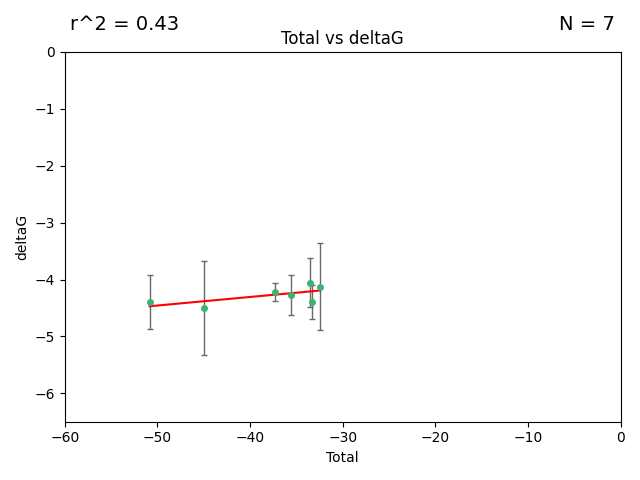 r^2 = 0.43
N = 7
Total vs deltaG
0
−1
−2
−3
−4
−5
−6
deltaG
−60
−50
−40
−30
−20
−10
0
Total